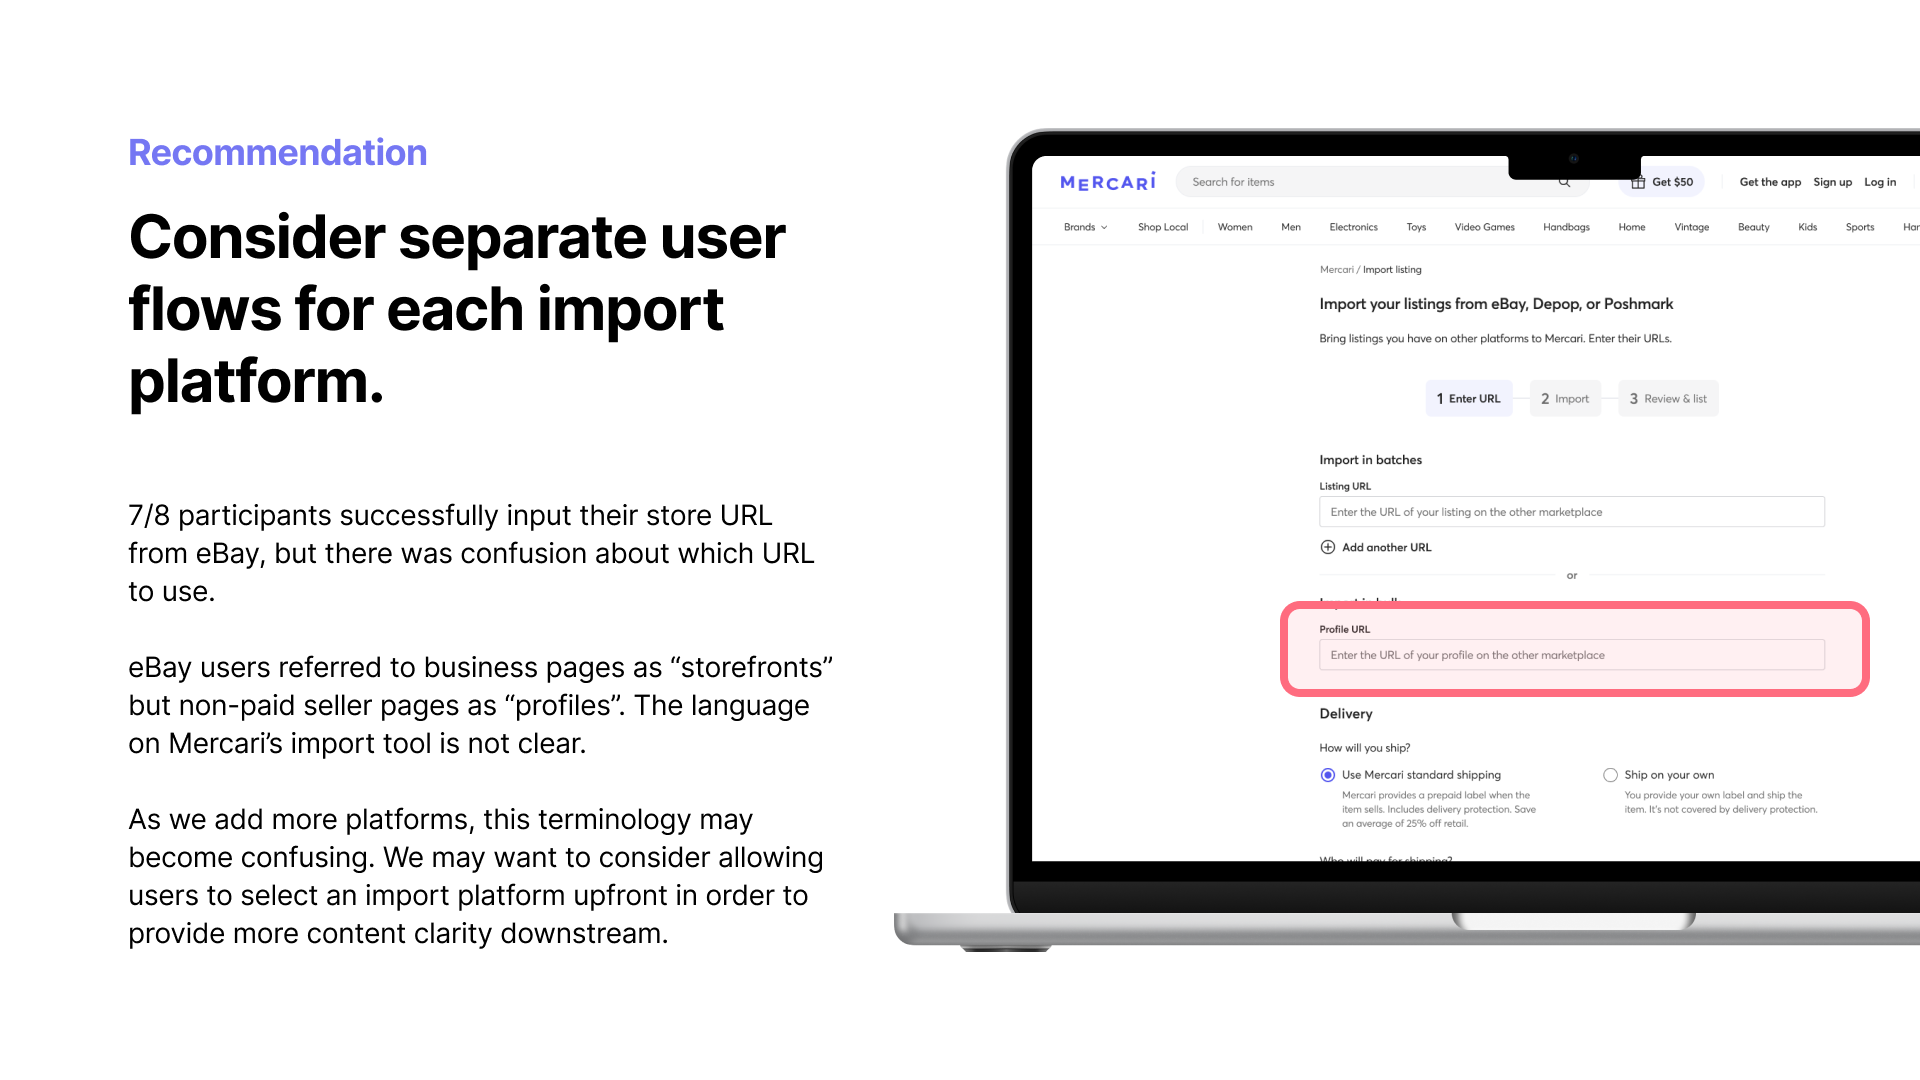 Recommendation
Consider separate user
flows for each import
platform.
7/8 participants successfully input their store URL
from eBay, but there was confusion about which URL
to use.
eBay users referred to business pages as “storefronts”
but non-paid seller pages as “profiles”. The language
on Mercari’s import tool is not clear.
As we add more platforms, this terminology may
become confusing. We may want to consider allowing
users to select an import platform upfront in order to
provide more content clarity downstream.
MERCARI Search for items Get $50 Get the app Sign up Log in
Brands Shop Local Women Men Electronics Toys Video Games Handbags Home Vintage Beauty Kids Sports
Mercari / Import listing
Import your listings from eBay, Depop, or Poshmark
Bring listings you have on other platforms to Mercari. Enter their URLs.
1 Enter URL 2 Import 3 Review & list
Import in batches
Listing URL
Enter the URL of your listing on the other marketplace
Add another URL
or
Profile URL
Enter the URL of your profile on the other marketplace
Delivery
How will you ship?
Use Mercari standard shipping
Mercari provides a prepaid label when the
item sells. Includes delivery protection. Save
an average of 25% off retail.
Ship on your own
You provide your own label and ship the
item. It's not covered by delivery protection.
Who will pay for shipping?